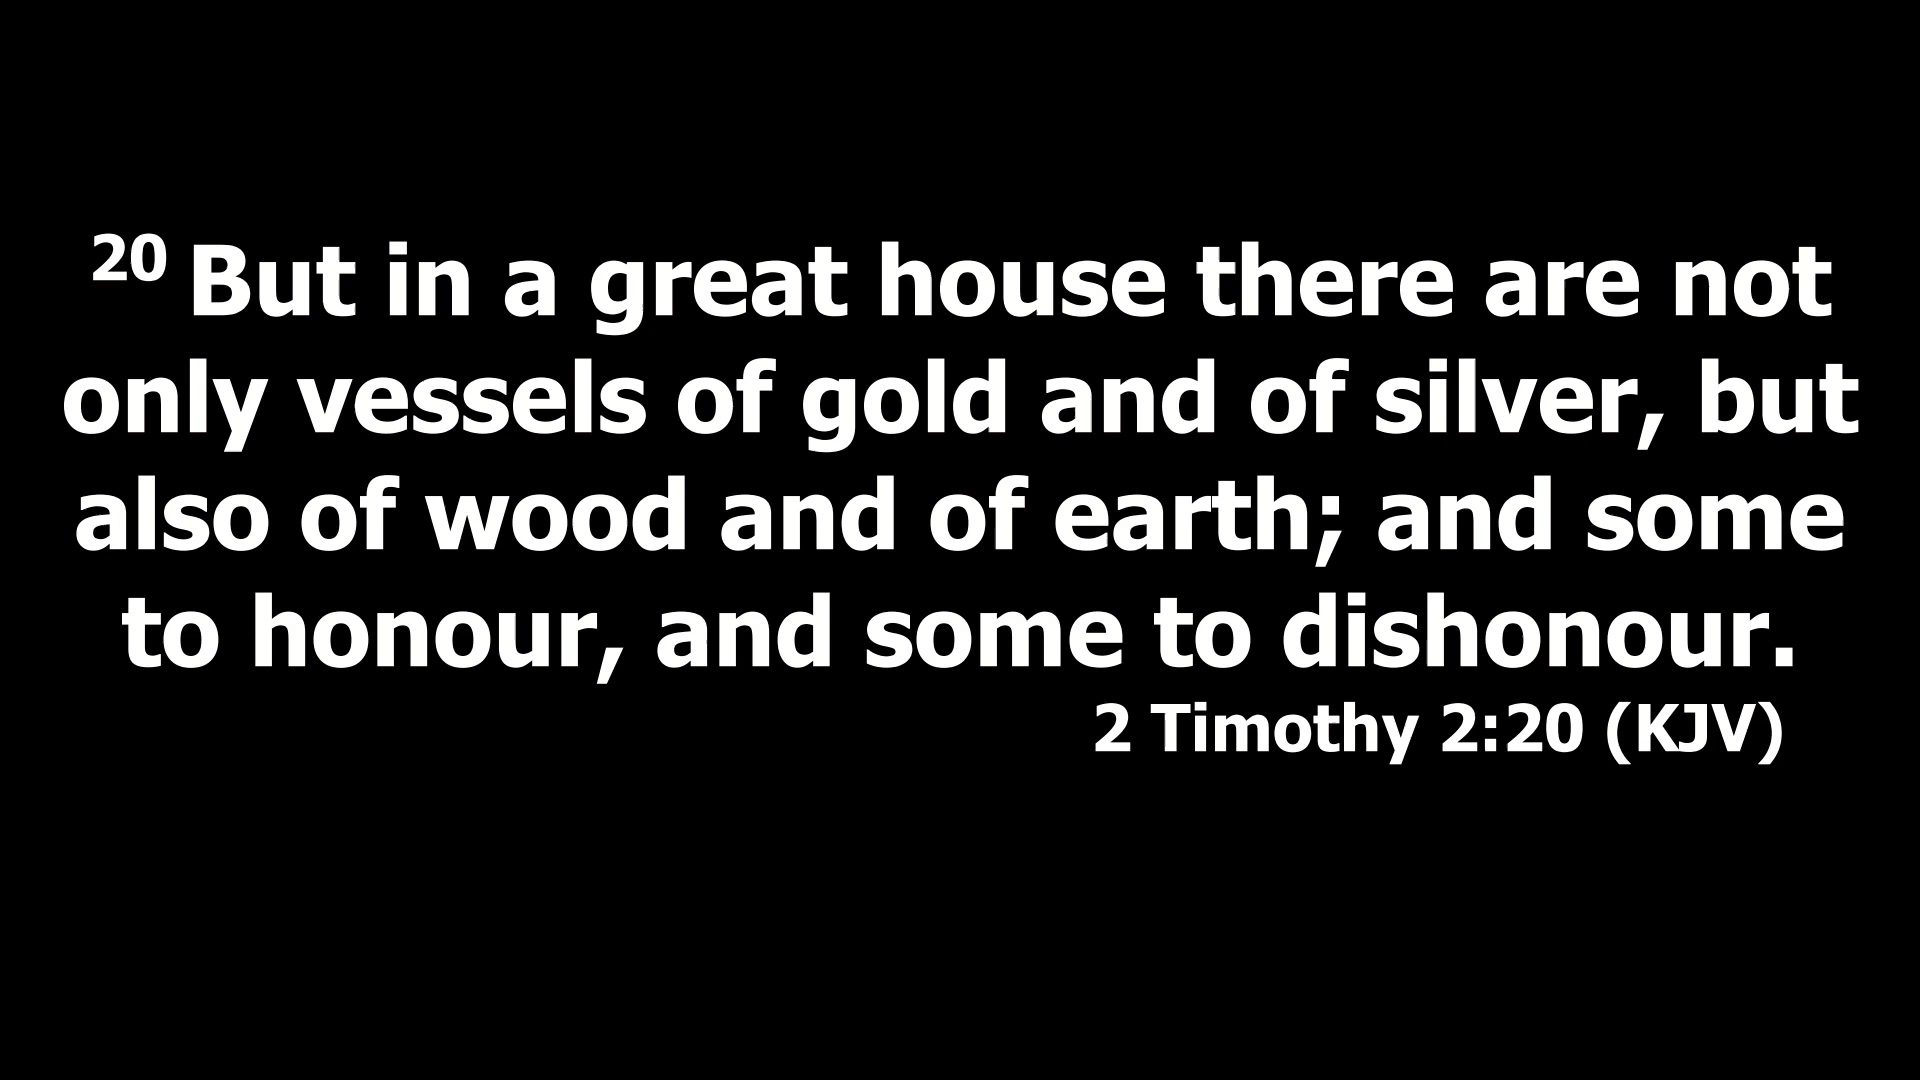 20 But in a great house there are not
only vessels of gold and of silver, but
also of wood and of earth; and some
to honour, and some to dishonour.
2 Timothy 2:20 (KJV)